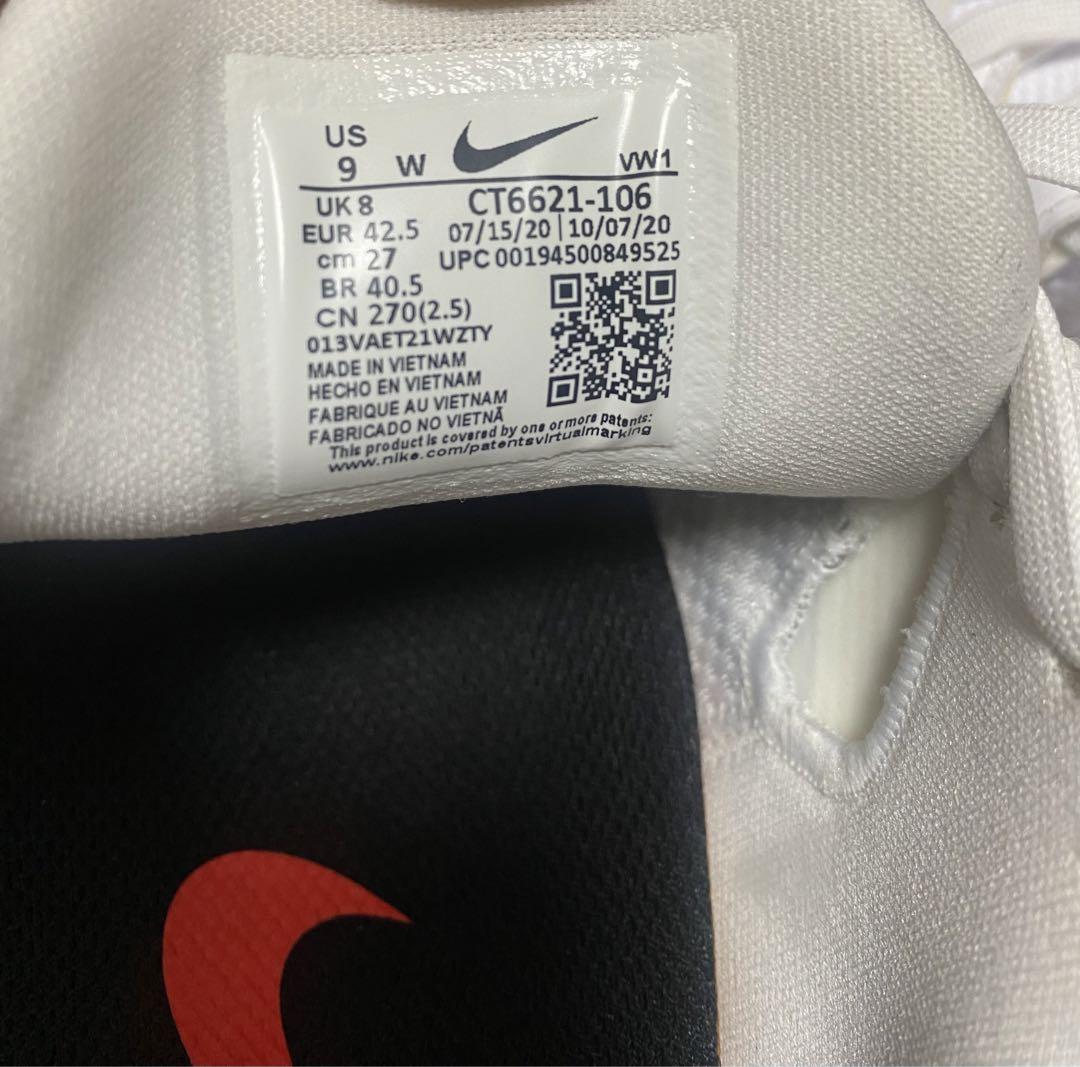 US
9 W VW1
UK 8 CT6621-106
EUR 42.5 07/15/20 | 10/07/20
cm 27 UPC 00194500849525
BR 40.5
CN 270(2.5)
013VAET21WZTY
MADE IN VIETNAM
HECHO EN VIETNAM
FABRIQUE AU VIETNAM
FABRICADO NO VIETNÃ
This product is covered by one or more patents:
www.nike.com/patentsvirtualmarking